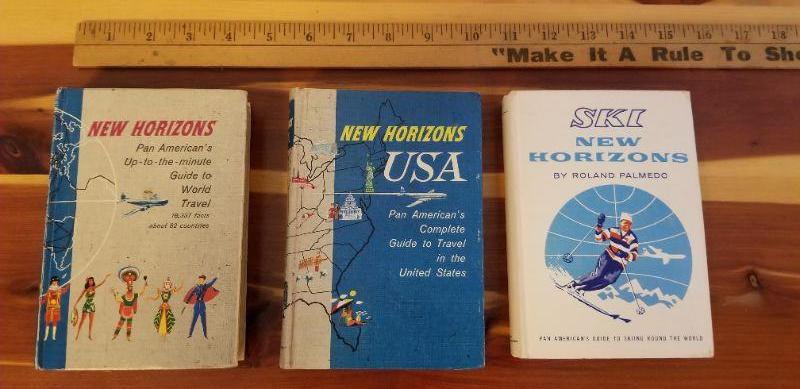 1 2 3 4 5 6 7 8 9 10 11 12 13 14 15 16 17 18
"Make It A Rule To
NEW HORIZONS
Pan American's
Up-to-the-minute
Guide to
World
Travel
about 82 countries
NEW HORIZONS
USA
Pan American's
Complete
Guide to Travel
in the
United States
SKI
NEW
HORIZONS
BY ROLAND PALMEDO
PAN AMERICAN'S GUIDE TO SKIING ROUND THE WORLD